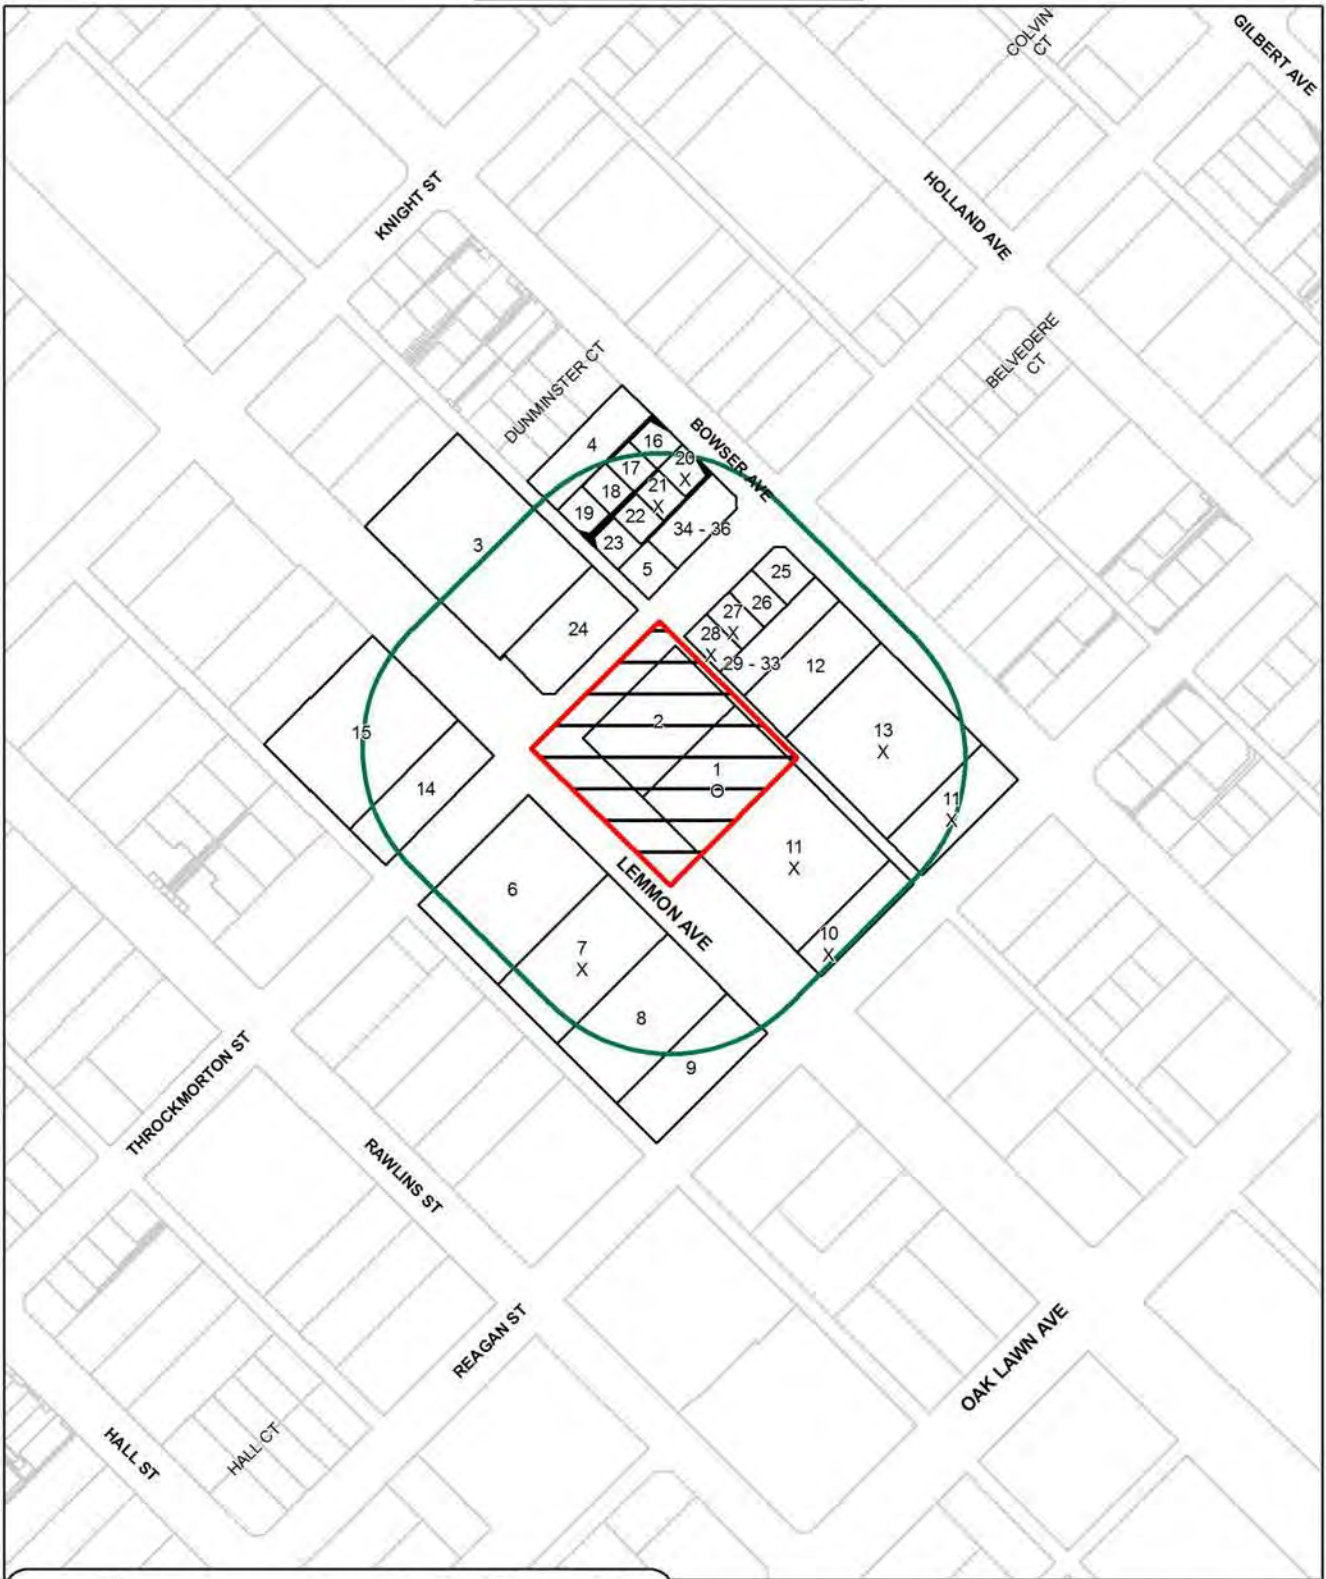 COLVIN
CT
GILBERT AVE
KNIGHT ST
HOLLAND AVE
BELVEDERE
CT
DUNMINSTER CT
BOWSER AVE
4
16
17
20
X
18
21
X
19
22
34 - 36
23
3
5
25
26
27
X
24
28
X
29 - 33
12
2
13
X
15
1
O
14
11
X
11
X
6
LEMMON AVE
10
X
7
X
8
9
THROCKMORTON ST
RAWLINS ST
REAGAN ST
OAK LAWN AVE
HALL ST
HALL CT